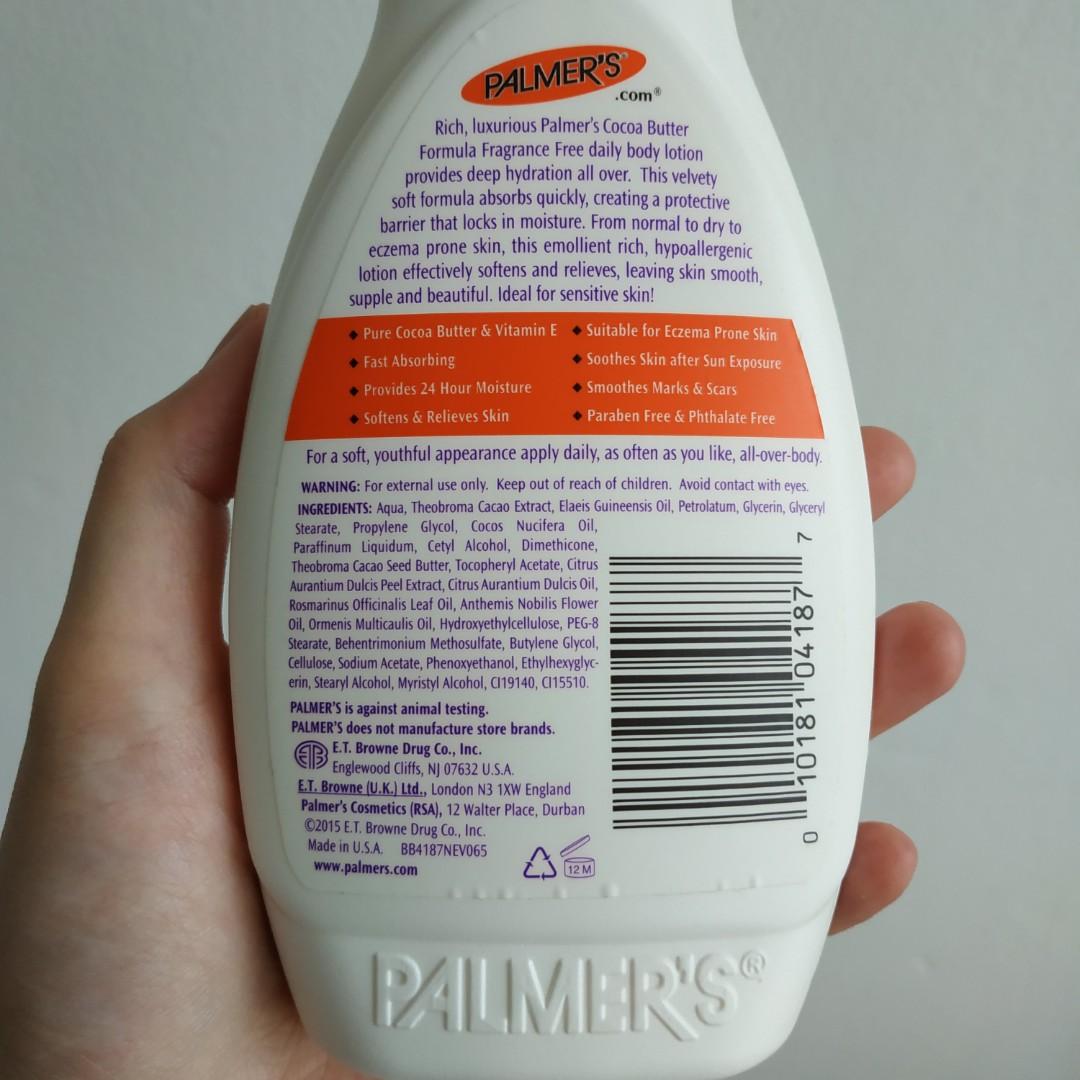 PALMER'S®
.com®
Rich, luxurious Palmer's Cocoa Butter
Formula Fragrance Free daily body lotion
provides deep hydration all over. This velvety
soft formula absorbs quickly, creating a protective
barrier that locks in moisture. From normal to dry to
eczema prone skin, this emollient rich, hypoallergenic
lotion effectively softens and relieves, leaving skin smooth,
supple and beautiful. Ideal for sensitive skin!
◆ Pure Cocoa Butter & Vitamin E
◆ Fast Absorbing
◆ Provides 24 Hour Moisture
◆ Softens & Relieves Skin
◆ Suitable for Eczema Prone Skin
◆ Soothes Skin after Sun Exposure
◆ Smoothes Marks & Scars
◆ Paraben Free & Phthalate Free
For a soft, youthful appearance apply daily, as often as you like, all-over-body.
WARNING: For external use only. Keep out of reach of children. Avoid contact with eyes.
INGREDIENTS: Aqua, Theobroma Cacao Extract, Elaeis Guineensis Oil, Petrolatum, Glycerin, Glyceryl
Stearate, Propylene Glycol, Cocos Nucifera Oil,
Paraffinum Liquidum, Cetyl Alcohol, Dimethicone,
Theobroma Cacao Seed Butter, Tocopheryl Acetate, Citrus
Aurantium Dulcis Peel Extract, Citrus Aurantium Dulcis Oil,
Rosmarinus Officinalis Leaf Oil, Anthemis Nobilis Flower
Oil, Ormenis Multicaulis Oil, Hydroxyethylcellulose, PEG-8
Stearate, Behentrimonium Methosulfate, Butylene Glycol,
Cellulose, Sodium Acetate, Phenoxyethanol, Ethylhexyglyc-
erin, Stearyl Alcohol, Myristyl Alcohol, CI19140, CI15510.
PALMER'S is against animal testing.
PALMER'S does not manufacture store brands.
ETB
E.T. Browne Drug Co., Inc.
Englewood Cliffs, NJ 07632 U.S.A.
E.T. Browne (U.K.) Ltd., London N3 1XW England
Palmer's Cosmetics (RSA), 12 Walter Place, Durban
©2015 E.T. Browne Drug Co., Inc.
Made in U.S.A. BB4187NEV065
www.palmers.com
12 M
0 10181 04187 7
PALMER'S®